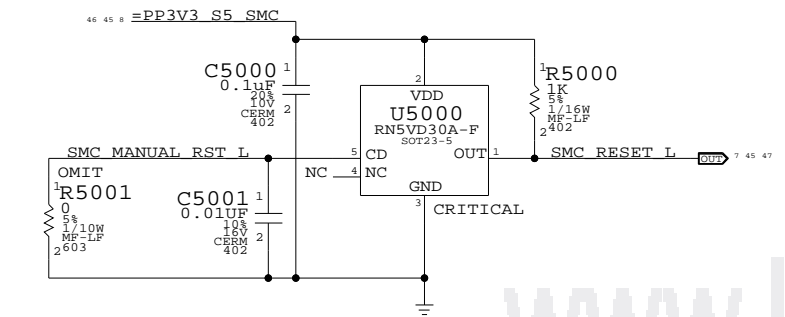 46 45 8 =PP3V3_S5_SMC
C5000 1
0.1uF
20%
10V
CERM
402
2
2
VDD
U5000
RN5VD30A-F
SOT23-5
1 R5000
1K
5%
1/16W
MF-LF
2 402
SMC_MANUAL_RST_L
5 CD
OUT 1
SMC_RESET_L
OUT 7 45 47
NC 4 NC
GND
3
CRITICAL
OMIT
1 R5001
0
5%
1/10W
MF-LF
2 603
C5001 1
0.01UF
10%
16V
CERM
402
2